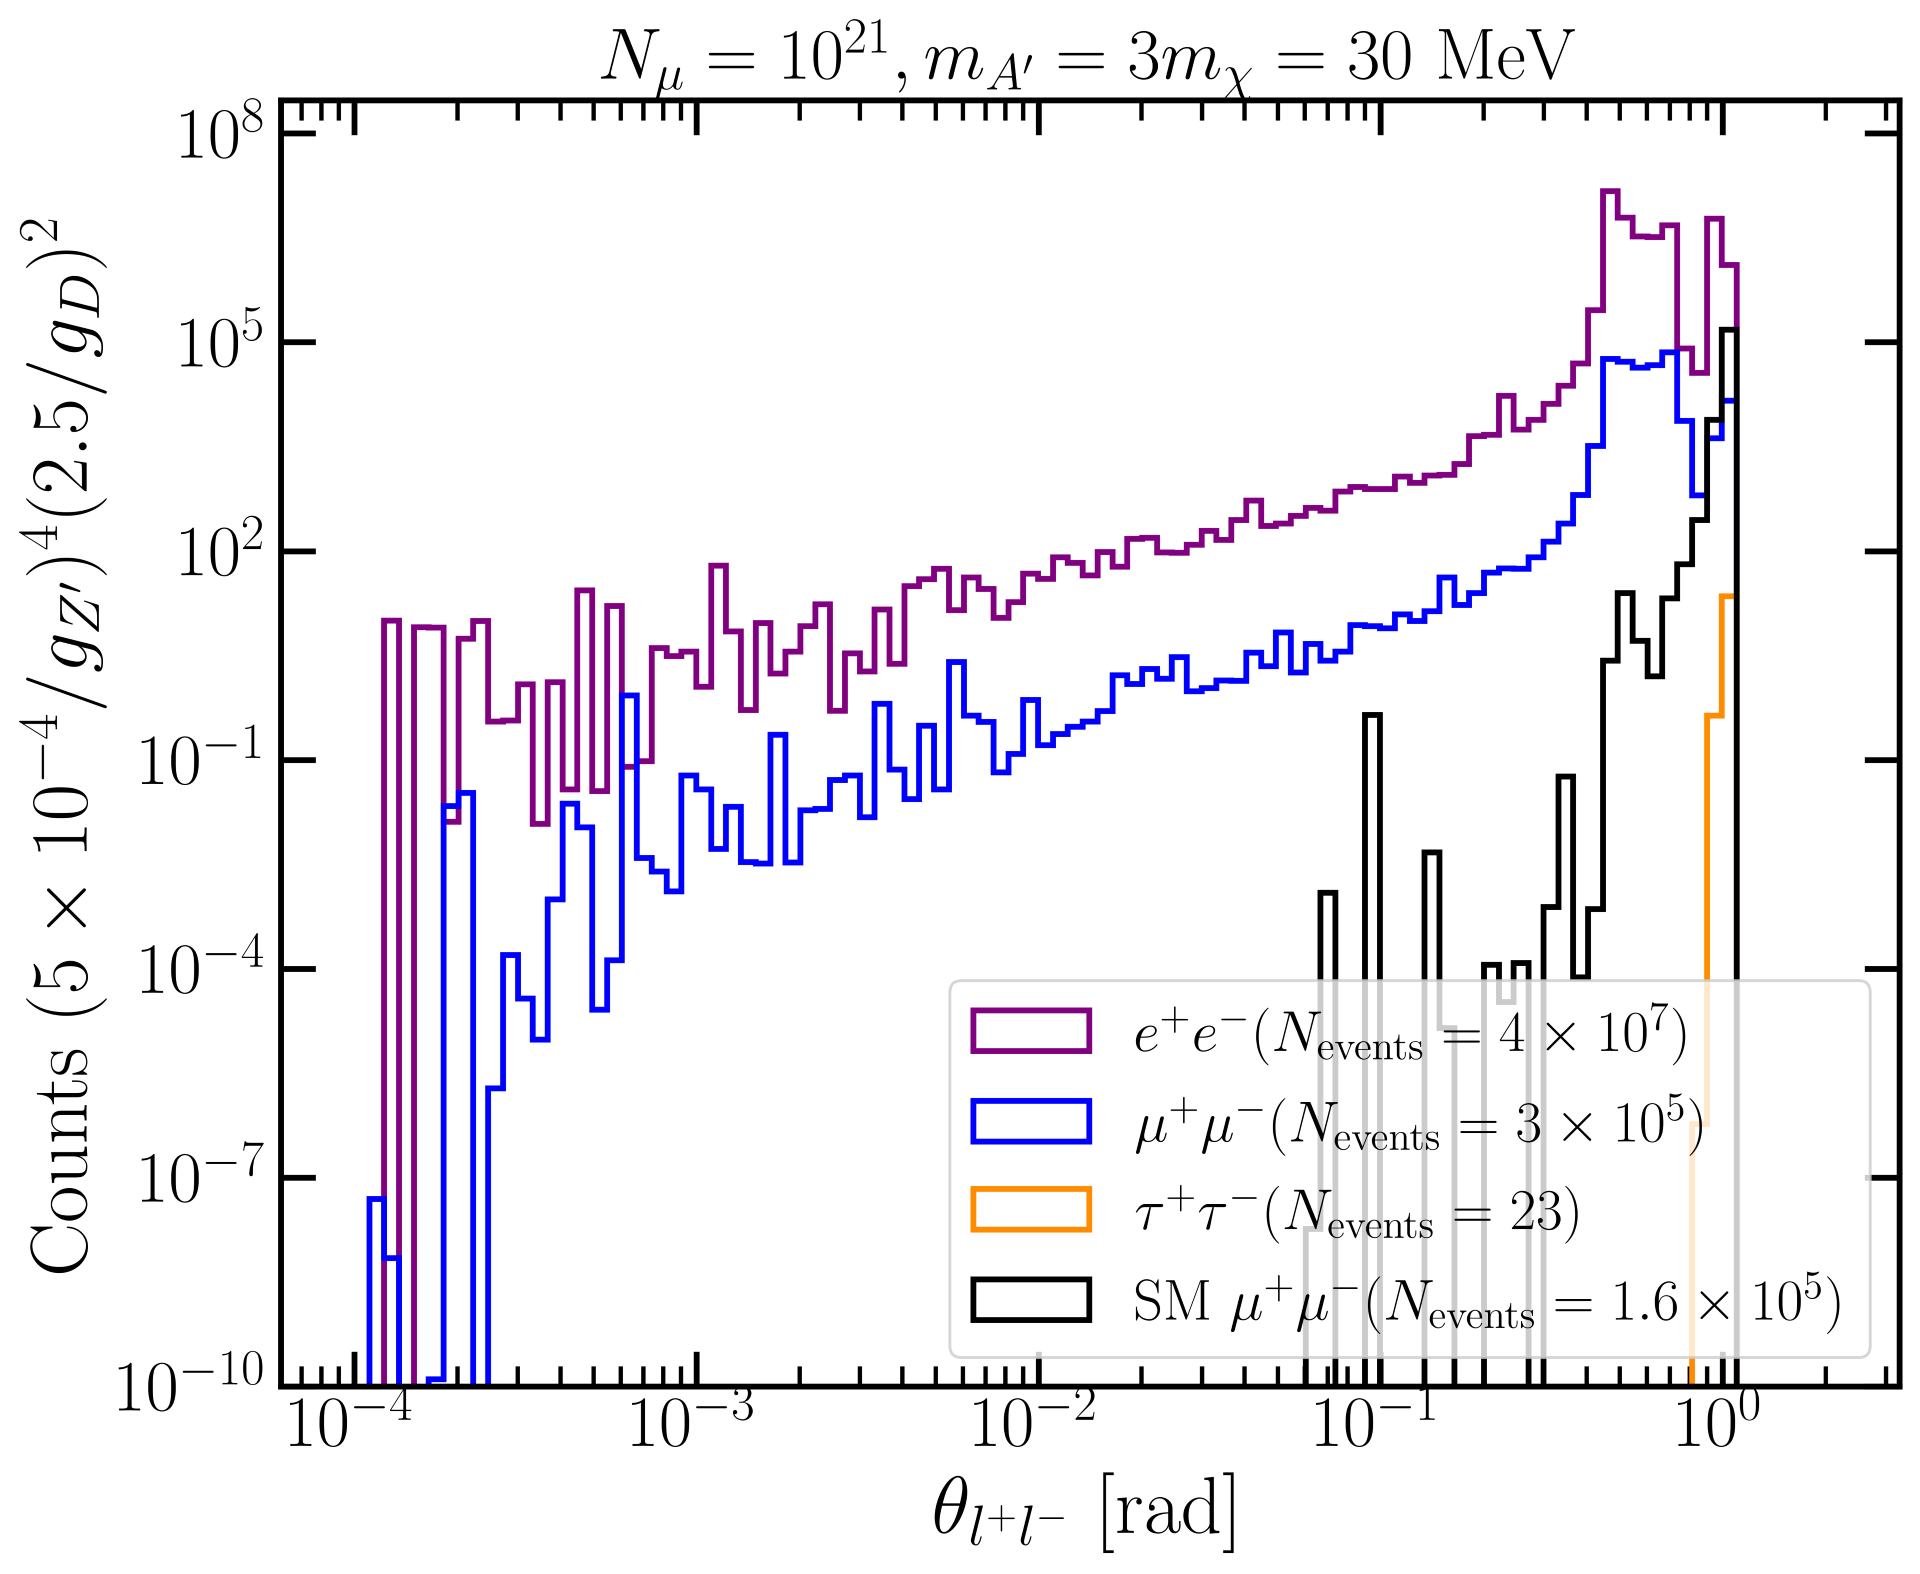 N_μ = 10^21, m_A′ = 3m_χ = 30 MeV
Counts (5 × 10^−4/g_Z′)^4(2.5/g_D)^2
10^8
10^5
10^2
10^−1
10^−4
10^−7
10^−10
e^+e^−(N_events = 4 × 10^7)
μ^+μ^−(N_events = 3 × 10^5)
τ^+τ^−(N_events = 23)
SM μ^+μ^−(N_events = 1.6 × 10^5)
10^−4 10^−3 10^−2 10^−1 10^0
θ_l^+l^− [rad]